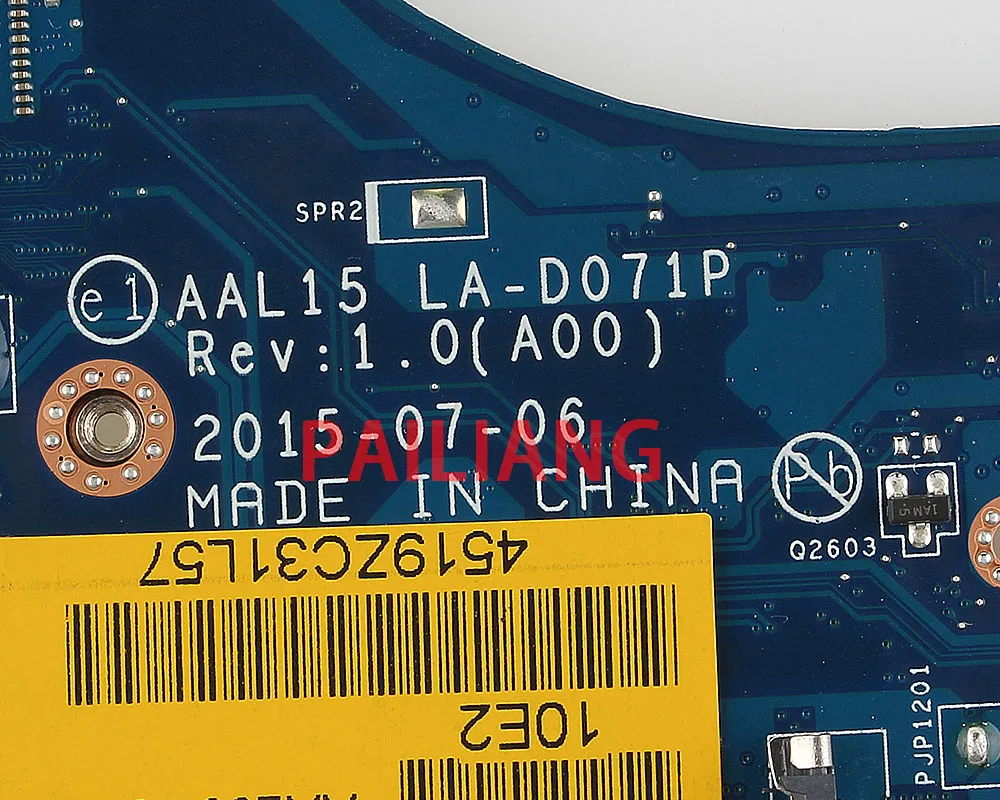 SPR2
e1 AAL15 LA-D071P
Rev:1.0(A00)
2015-07-06
PAILIANG
MADE IN CHINA
Pb
1AM
Q2603
4519ZC31L57
10E2
PJP1201